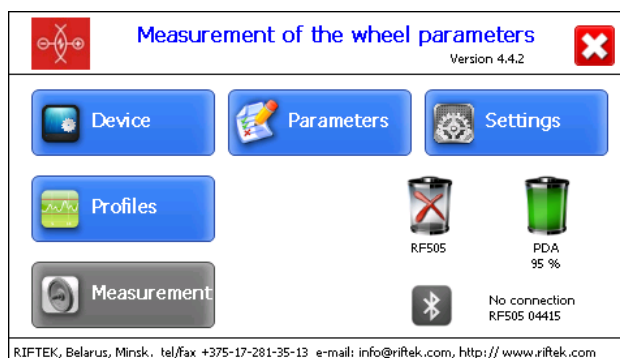 Measurement of the wheel parameters
Version 4.4.2
Device
Parameters
Settings
Profiles
RF505
PDA
95 %
Measurement
No connection
RF505 04415
RIFTEK, Belarus, Minsk. tel/fax +375-17-281-35-13 e-mail: info@riftek.com, http:// www.riftek.com